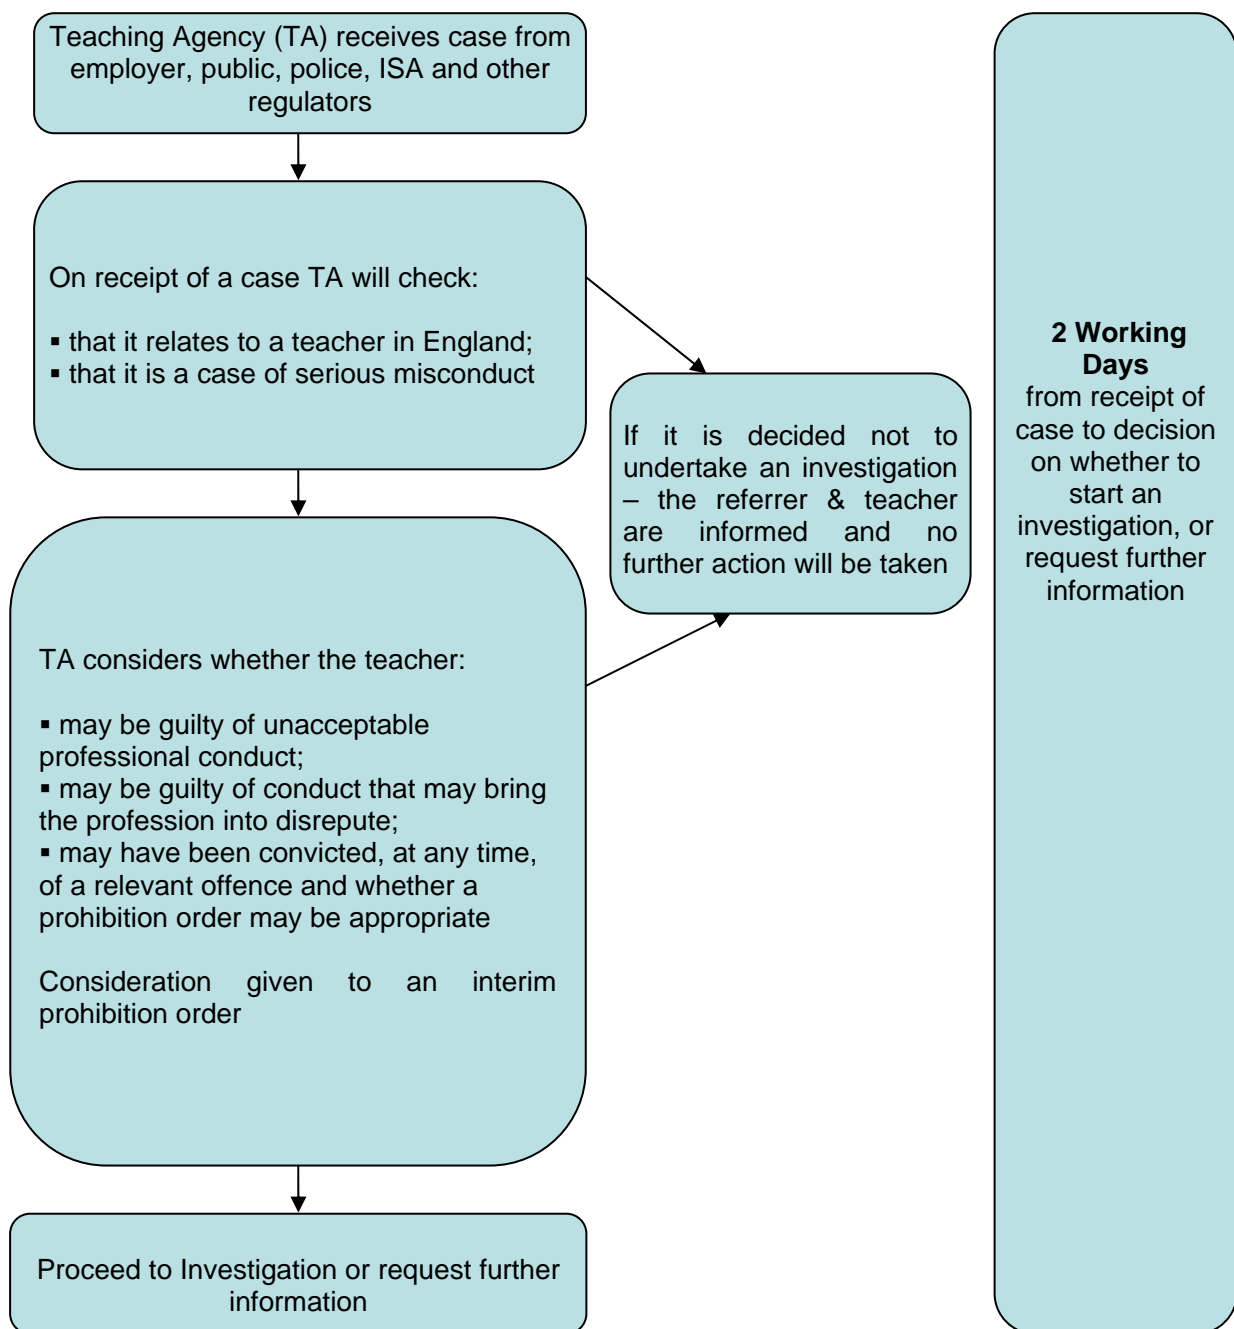 Teaching Agency (TA) receives case from
employer, public, police, ISA and other
regulators
On receipt of a case TA will check:
▪ that it relates to a teacher in England;
▪ that it is a case of serious misconduct
If it is decided not to
undertake an investigation
– the referrer & teacher
are informed and no
further action will be taken
TA considers whether the teacher:
▪ may be guilty of unacceptable
professional conduct;
▪ may be guilty of conduct that may bring
the profession into disrepute;
▪ may have been convicted, at any time,
of a relevant offence and whether a
prohibition order may be appropriate
Consideration given to an interim
prohibition order
Proceed to Investigation or request further
information
2 Working
Days
from receipt of
case to decision
on whether to
start an
investigation, or
request further
information